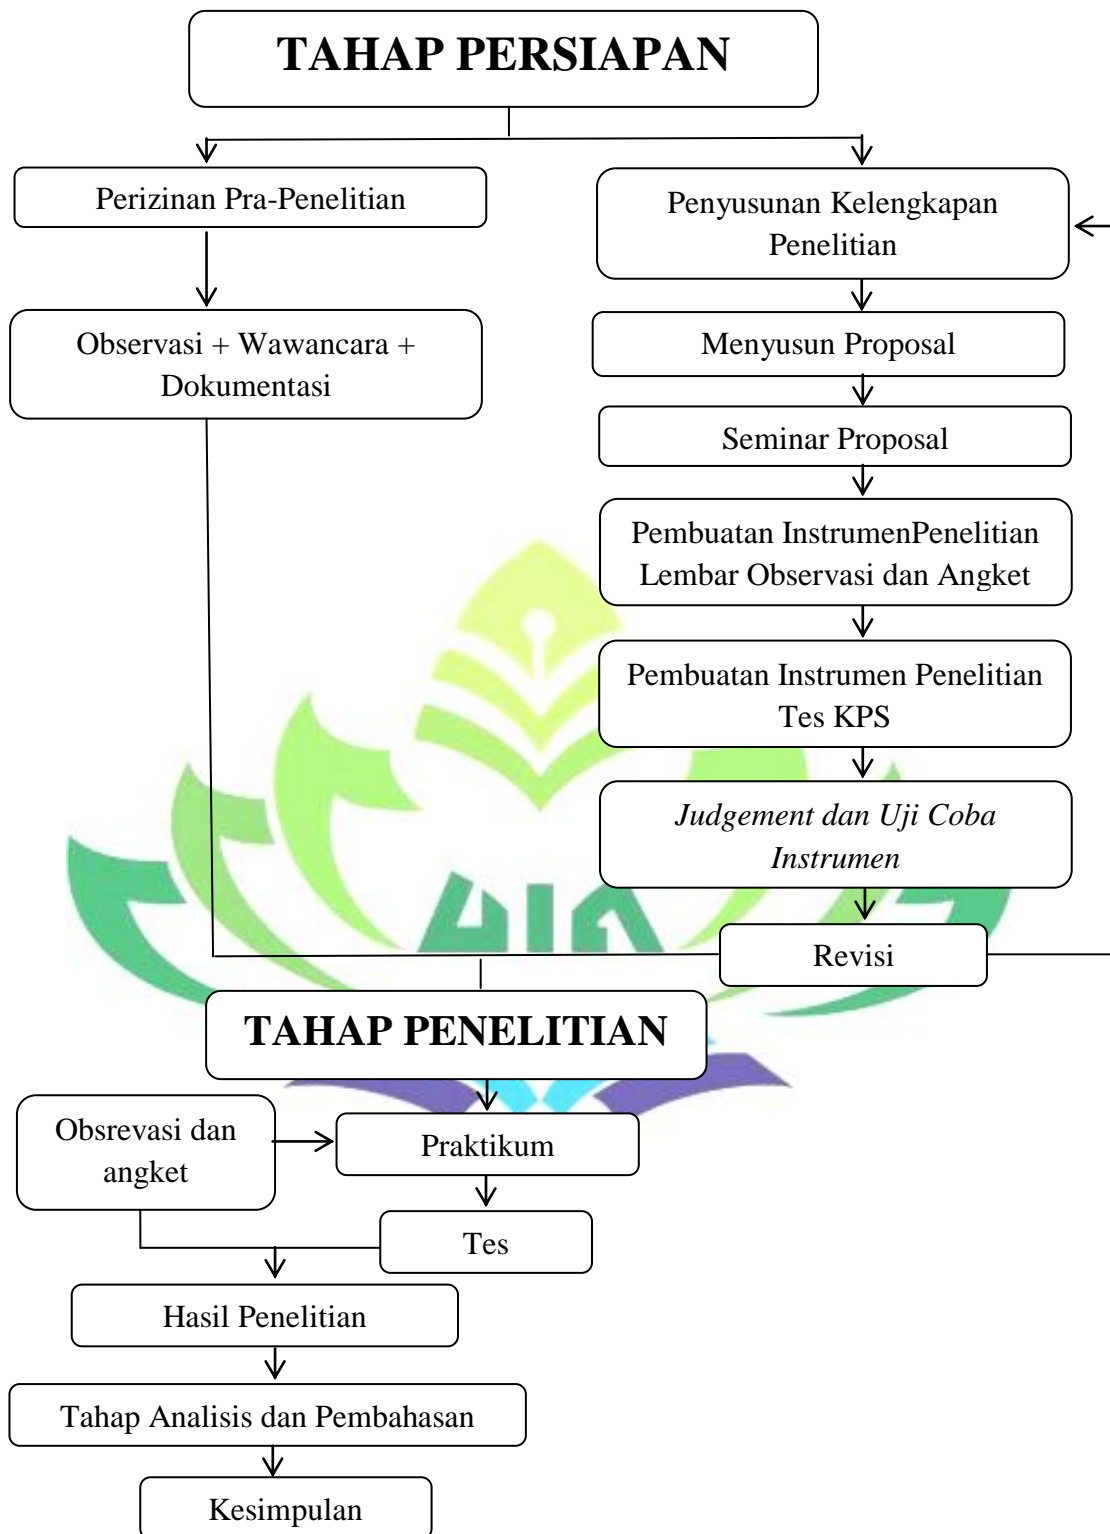 TAHAP PERSIAPAN
Perizinan Pra-Penelitian
Observasi + Wawancara +
Dokumentasi
Penyusunan Kelengkapan
Penelitian
Menyusun Proposal
Seminar Proposal
Pembuatan InstrumenPenelitian
Lembar Observasi dan Angket
Pembuatan Instrumen Penelitian
Tes KPS
Judgement dan Uji Coba
Instrumen
Revisi
TAHAP PENELITIAN
Obsrevasi dan
angket
Praktikum
Tes
Hasil Penelitian
Tahap Analisis dan Pembahasan
Kesimpulan